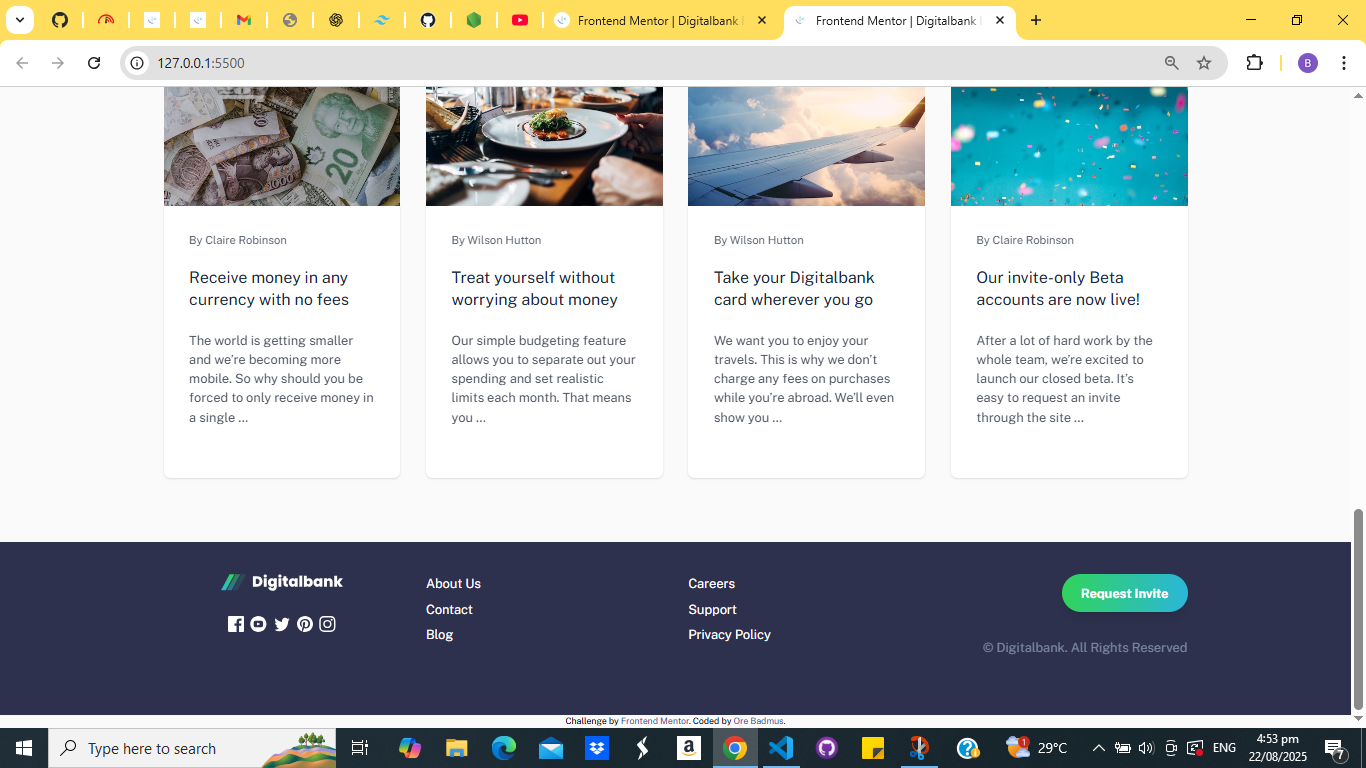 Frontend Mentor | Digitalbank
Frontend Mentor | Digitalbank
127.0.0.1:5500
B
20
By Claire Robinson
Receive money in any
currency with no fees
The world is getting smaller
and we're becoming more
mobile. So why should you be
forced to only receive money in
a single ...
By Wilson Hutton
Treat yourself without
worrying about money
Our simple budgeting feature
allows you to separate out your
spending and set realistic
limits each month. That means
you ...
By Wilson Hutton
Take your Digitalbank
card wherever you go
We want you to enjoy your
travels. This is why we don't
charge any fees on purchases
while you're abroad. We'll even
show you ...
By Claire Robinson
Our invite-only Beta
accounts are now live!
After a lot of hard work by the
whole team, we're excited to
launch our closed beta. It's
easy to request an invite
through the site ...
Digitalbank
About Us
Contact
Blog
Careers
Support
Privacy Policy
Request Invite
© Digitalbank. All Rights Reserved
Challenge by Frontend Mentor. Coded by Ore Badmus.
Type here to search
29°C
ENG
4:53 pm
22/08/2025
7